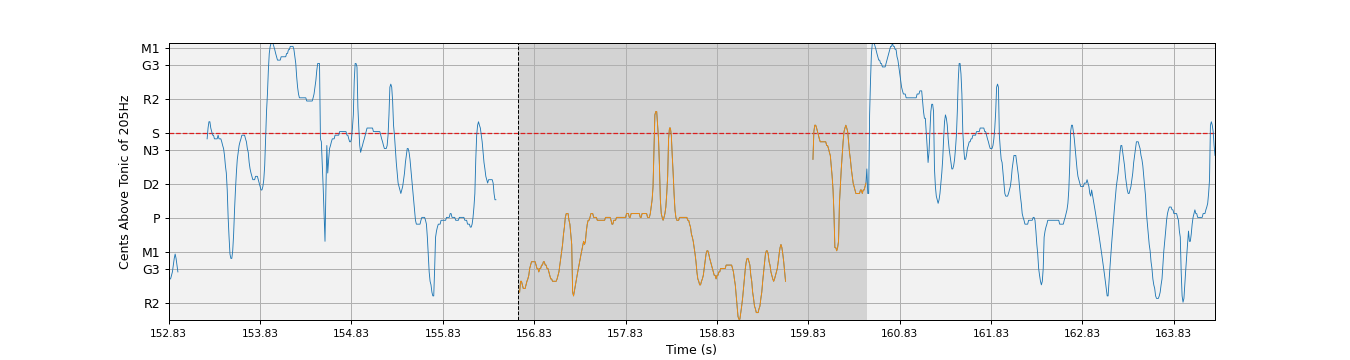 Cents Above Tonic of 205Hz
M1
G3
R2
S
N3
D2
P
M1
G3
R2
152.83 153.83 154.83 155.83 156.83 157.83 158.83 159.83 160.83 161.83 162.83 163.83
Time (s)